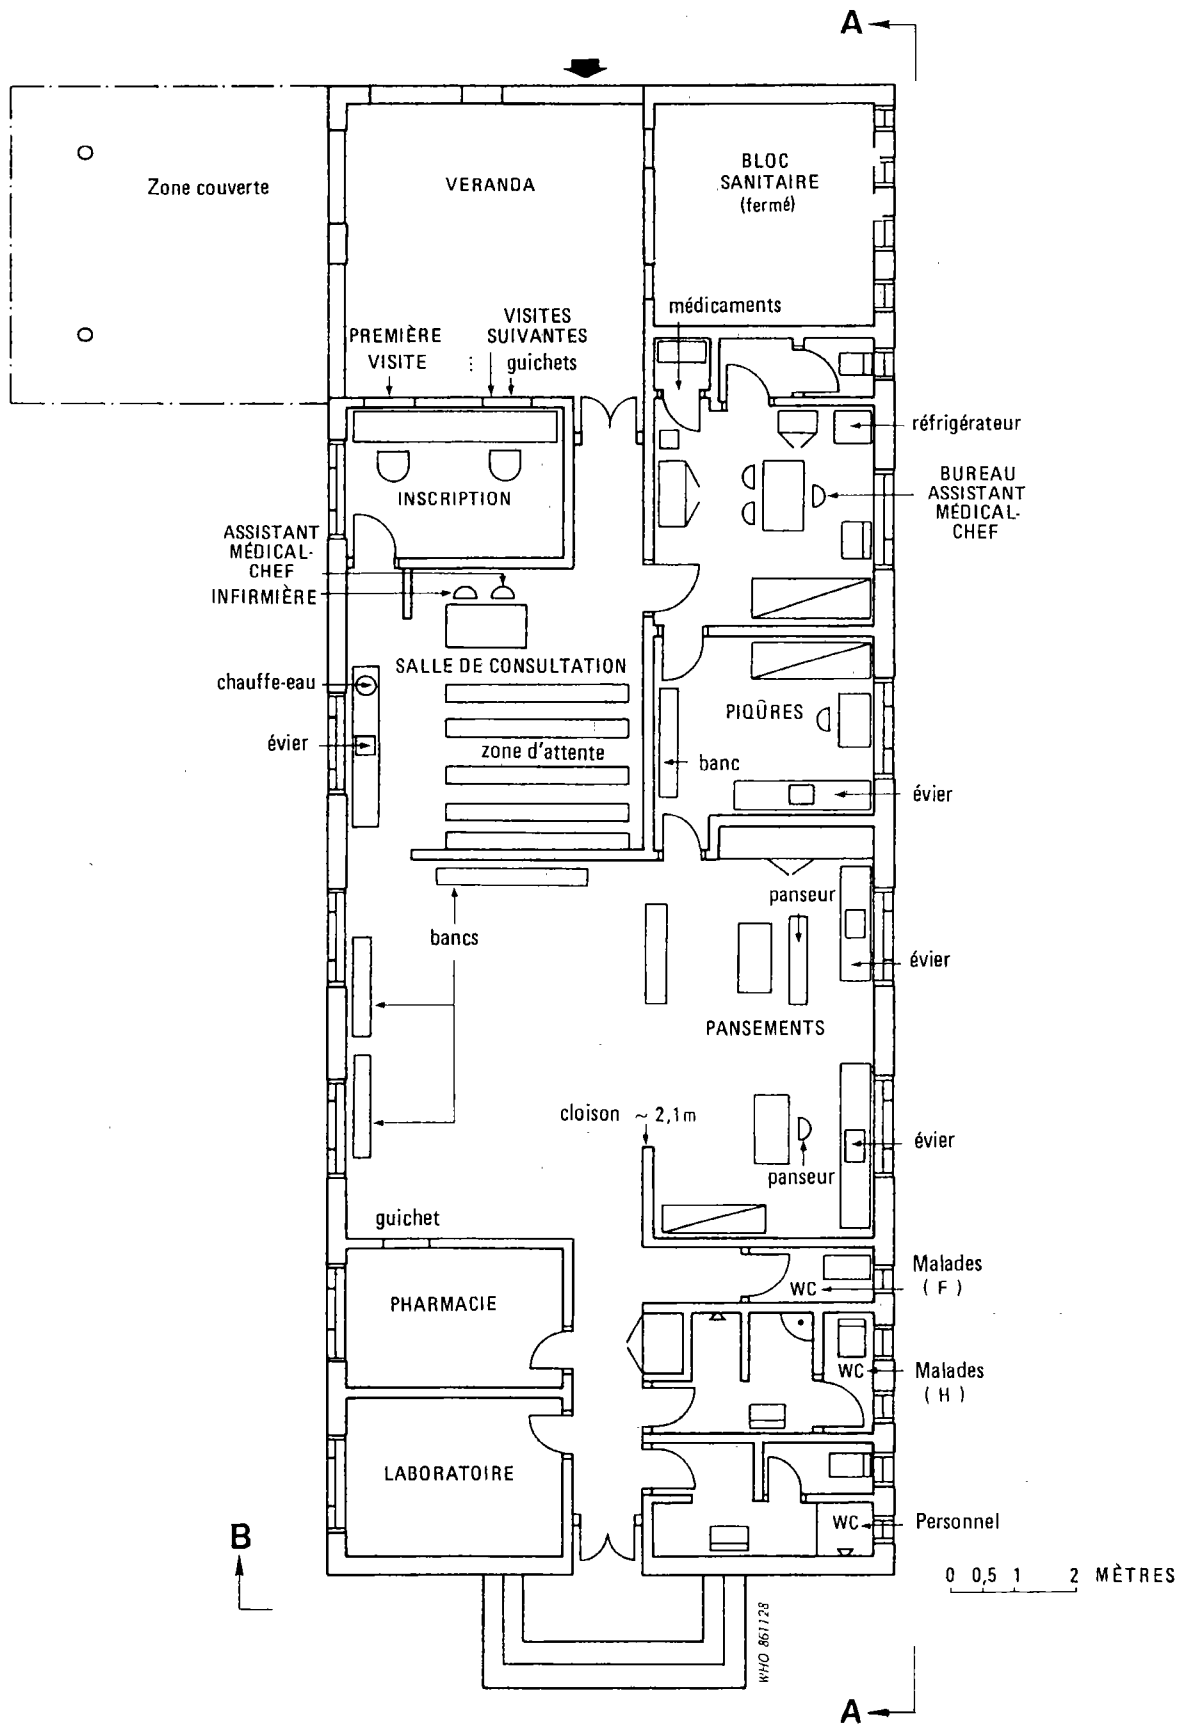 A
Zone couverte
VERANDA
BLOC
SANITAIRE
(fermé)
médicaments
VISITES
SUIVANTES
guichets
PREMIÈRE
VISITE
réfrigérateur
BUREAU
ASSISTANT
MÉDICAL-
CHEF
INSCRIPTION
ASSISTANT
MÉDICAL-
CHEF
INFIRMIÈRE
SALLE DE CONSULTATION
chauffe-eau
PIQÛRES
évier
zone d'attente
banc
évier
panseur
bancs
évier
PANSEMENTS
cloison ~ 2,1m
évier
panseur
guichet
Malades
( F )
WC
PHARMACIE
WC
Malades
( H )
LABORATOIRE
WC
Personnel
B
0 0,5 1 2 MÈTRES
WHO 861128
A